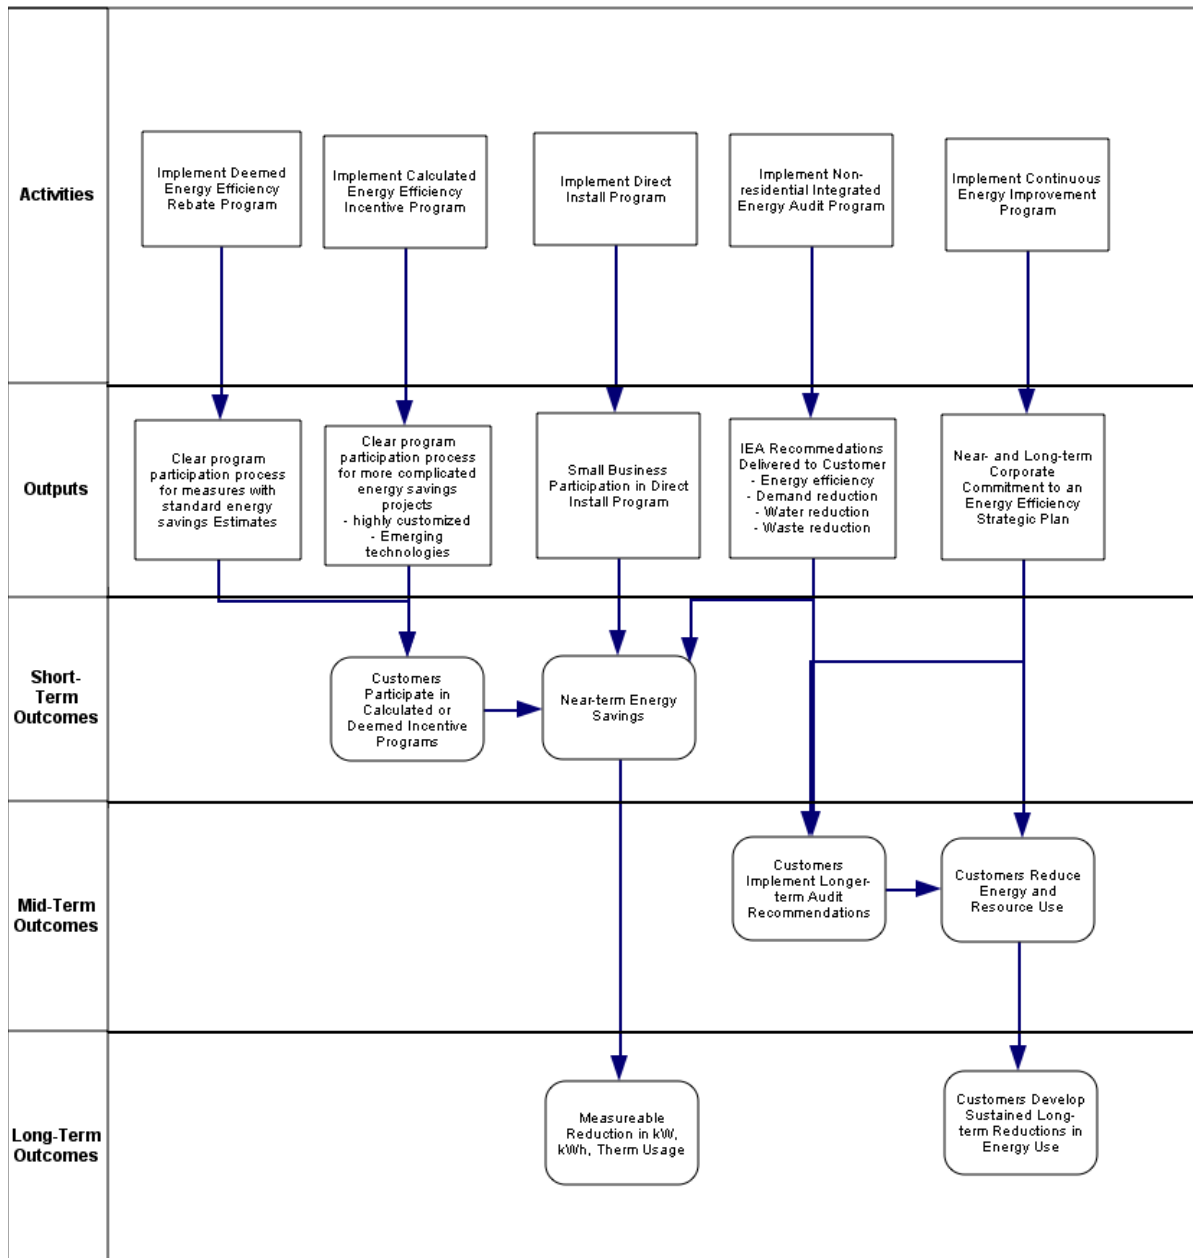 Activities
Implement Deemed
Energy Efficiency
Rebate Program
Implement Calculated
Energy Efficiency
Incentive Program
Implement Direct
Install Program
Implement Non-
residential Integrated
Energy Audit Program
Implement Continuous
Energy Improvement
Program
Outputs
Clear program
participation process
for measures with
standard energy
savings Estimates
Clear program
participation process
for more complicated
energy savings
projects
- highly customized
- Emerging
technologies
Small Business
Participation in Direct
Install Program
IEA Recommedations
Delivered to Customer
- Energy efficiency
- Demand reduction
- Water reduction
- Waste reduction
Near- and Long-term
Corporate
Commitment to an
Energy Efficiency
Strategic Plan
Short-
Term
Outcomes
Customers
Participate in
Calculated or
Deemed Incentive
Programs
Near-term Energy
Savings
Mid-Term
Outcomes
Customers
Implement Longer-
term Audit
Recommendations
Customers Reduce
Energy and
Resource Use
Long-Term
Outcomes
Measureable
Reduction in kW,
kWh, Therm Usage
Customers Develop
Sustained Long-
term Reductions in
Energy Use